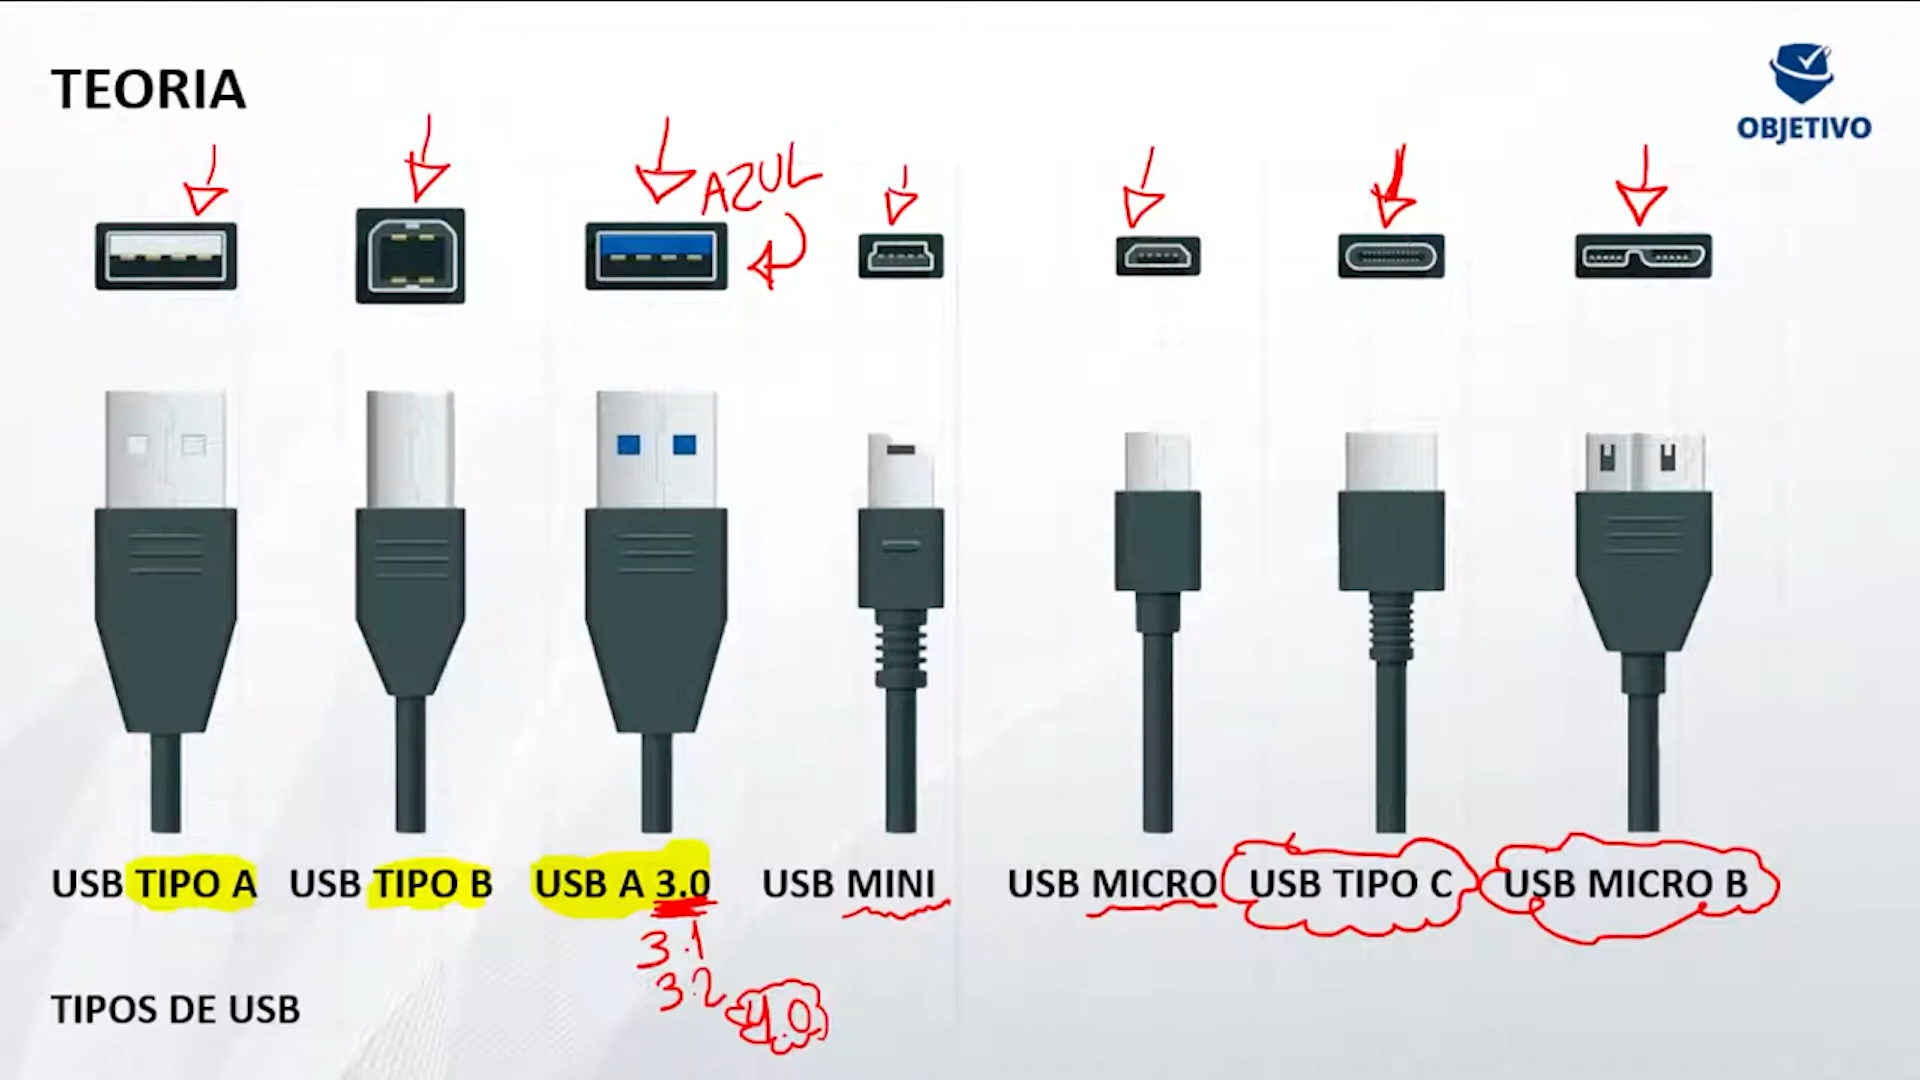 TEORIA
OBJETIVO
AZUL
USB TIPO A
USB TIPO B
USB A 3.0
USB MINI
USB MICRO
USB TIPO C
USB MICRO B
3.1
3.2
4.0
TIPOS DE USB